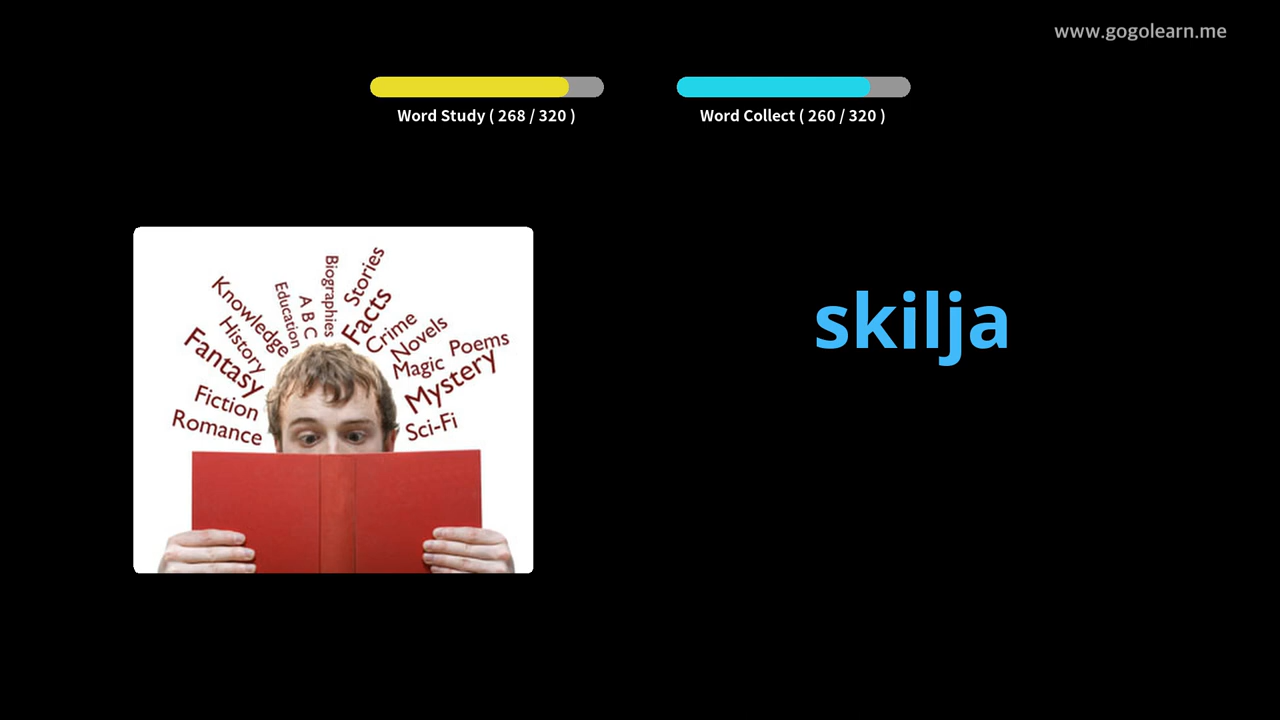 www.gogolearn.me
Word Study ( 268 / 320 )
Word Collect ( 260 / 320 )
skilja
Knowledge
History
Fantasy
Fiction
Romance
Education
A B C
Biographies
Stories
Facts
Crime
Novels
Magic
Poems
Mystery
Sci-Fi